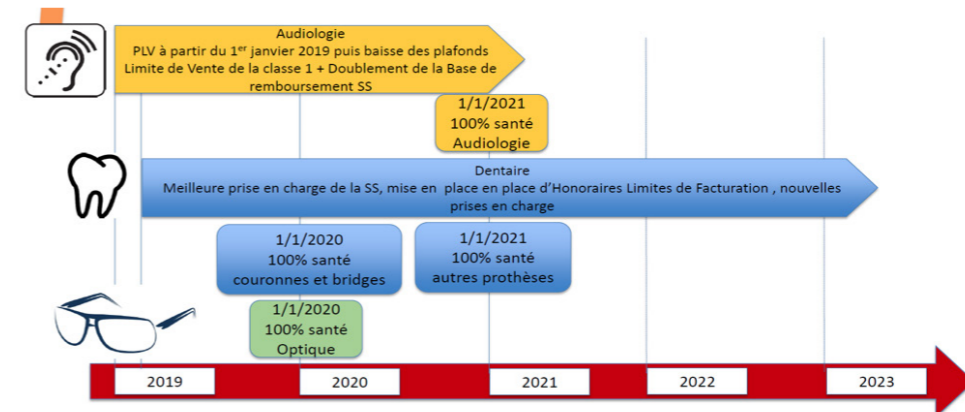 Audiologie
PLV à partir du 1er janvier 2019 puis baisse des plafonds
Limite de Vente de la classe 1 + Doublement de la Base de
remboursement SS
1/1/2021
100% santé
Audiologie
Dentaire
Meilleure prise en charge de la SS, mise en place en place d'Honoraires Limites de Facturation , nouvelles
prises en charge
1/1/2020
100% santé
couronnes et bridges
1/1/2021
100% santé
autres prothèses
1/1/2020
100% santé
Optique
2019
2020
2021
2022
2023